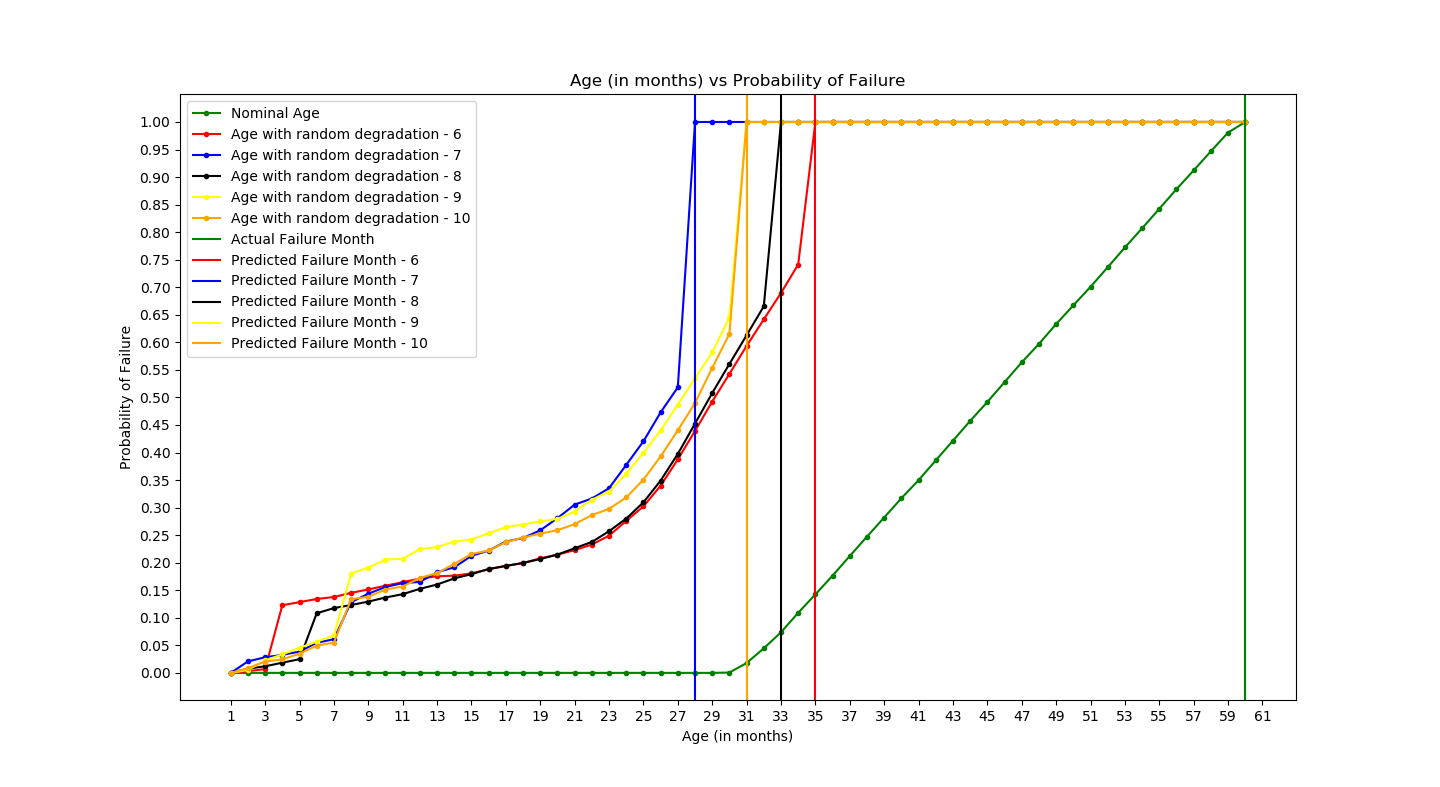 Age (in months) vs Probability of Failure
Nominal Age
Age with random degradation - 6
Age with random degradation - 7
Age with random degradation - 8
Age with random degradation - 9
Age with random degradation - 10
Actual Failure Month
Predicted Failure Month - 6
Predicted Failure Month - 7
Predicted Failure Month - 8
Predicted Failure Month - 9
Predicted Failure Month - 10
Probability of Failure
1.00
0.95
0.90
0.85
0.80
0.75
0.70
0.65
0.60
0.55
0.50
0.45
0.40
0.35
0.30
0.25
0.20
0.15
0.10
0.05
0.00
1 3 5 7 9 11 13 15 17 19 21 23 25 27 29 31 33 35 37 39 41 43 45 47 49 51 53 55 57 59 61
Age (in months)